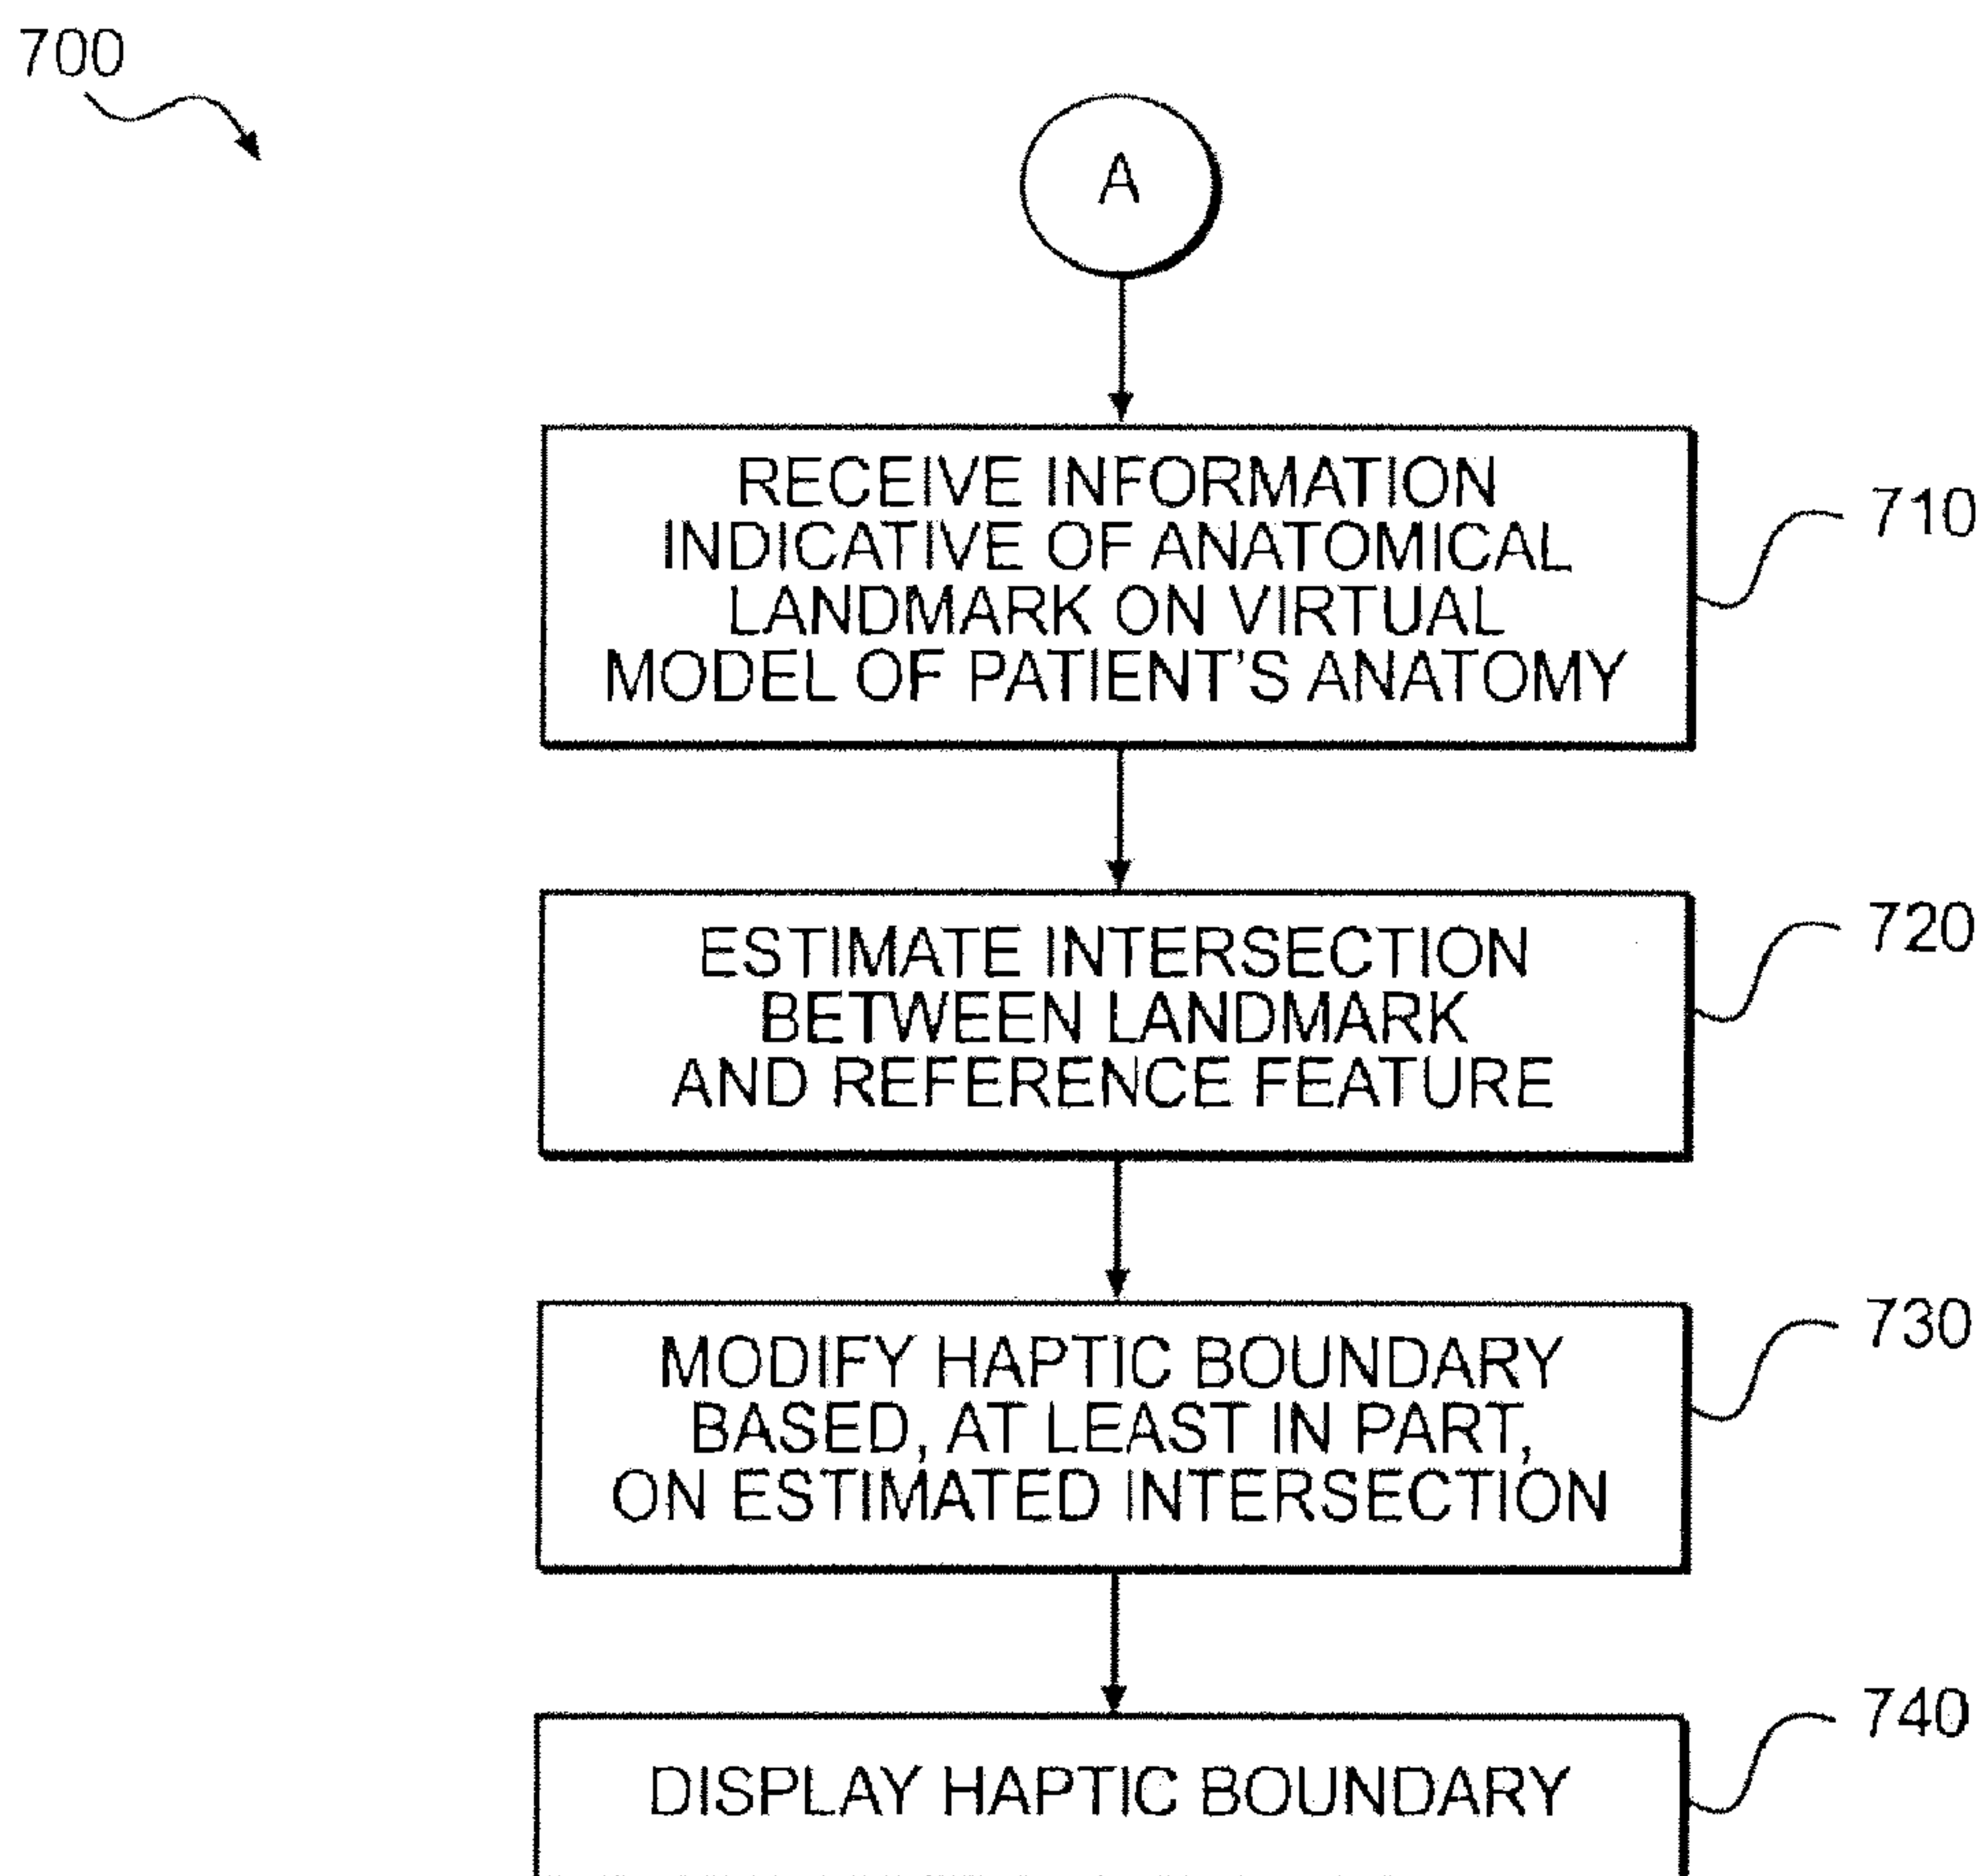 700
A
RECEIVE INFORMATION
INDICATIVE OF ANATOMICAL
LANDMARK ON VIRTUAL
MODEL OF PATIENT'S ANATOMY
710
ESTIMATE INTERSECTION
BETWEEN LANDMARK
AND REFERENCE FEATURE
720
MODIFY HAPTIC BOUNDARY
BASED, AT LEAST IN PART,
ON ESTIMATED INTERSECTION
730
DISPLAY HAPTIC BOUNDARY
740